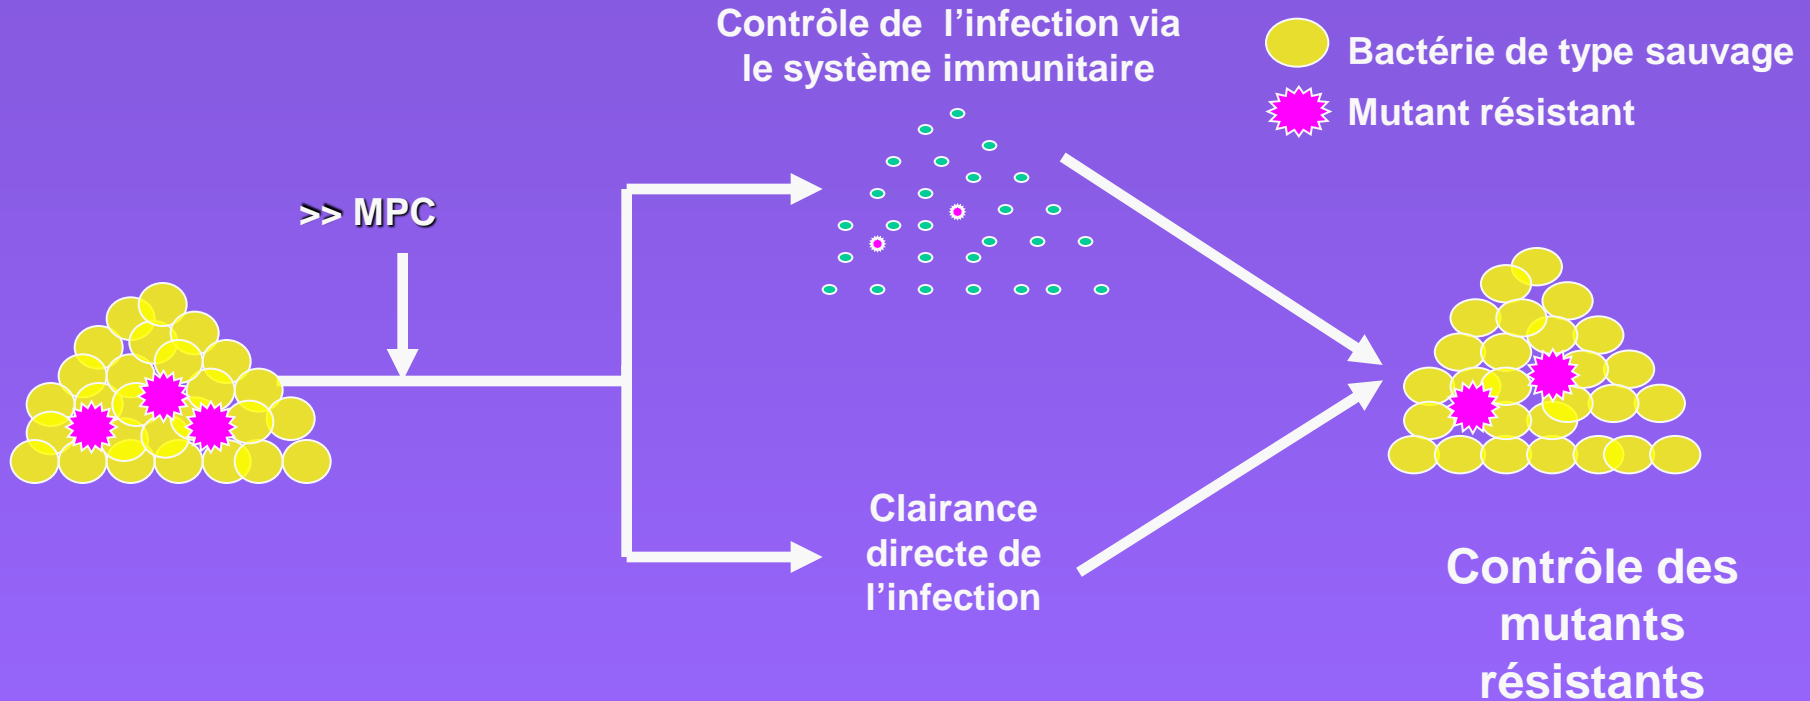 Contrôle de l’infection via
le système immunitaire
Bactérie de type sauvage
Mutant résistant
>> MPC
Clairance
directe de
l’infection
Contrôle des
mutants
résistants